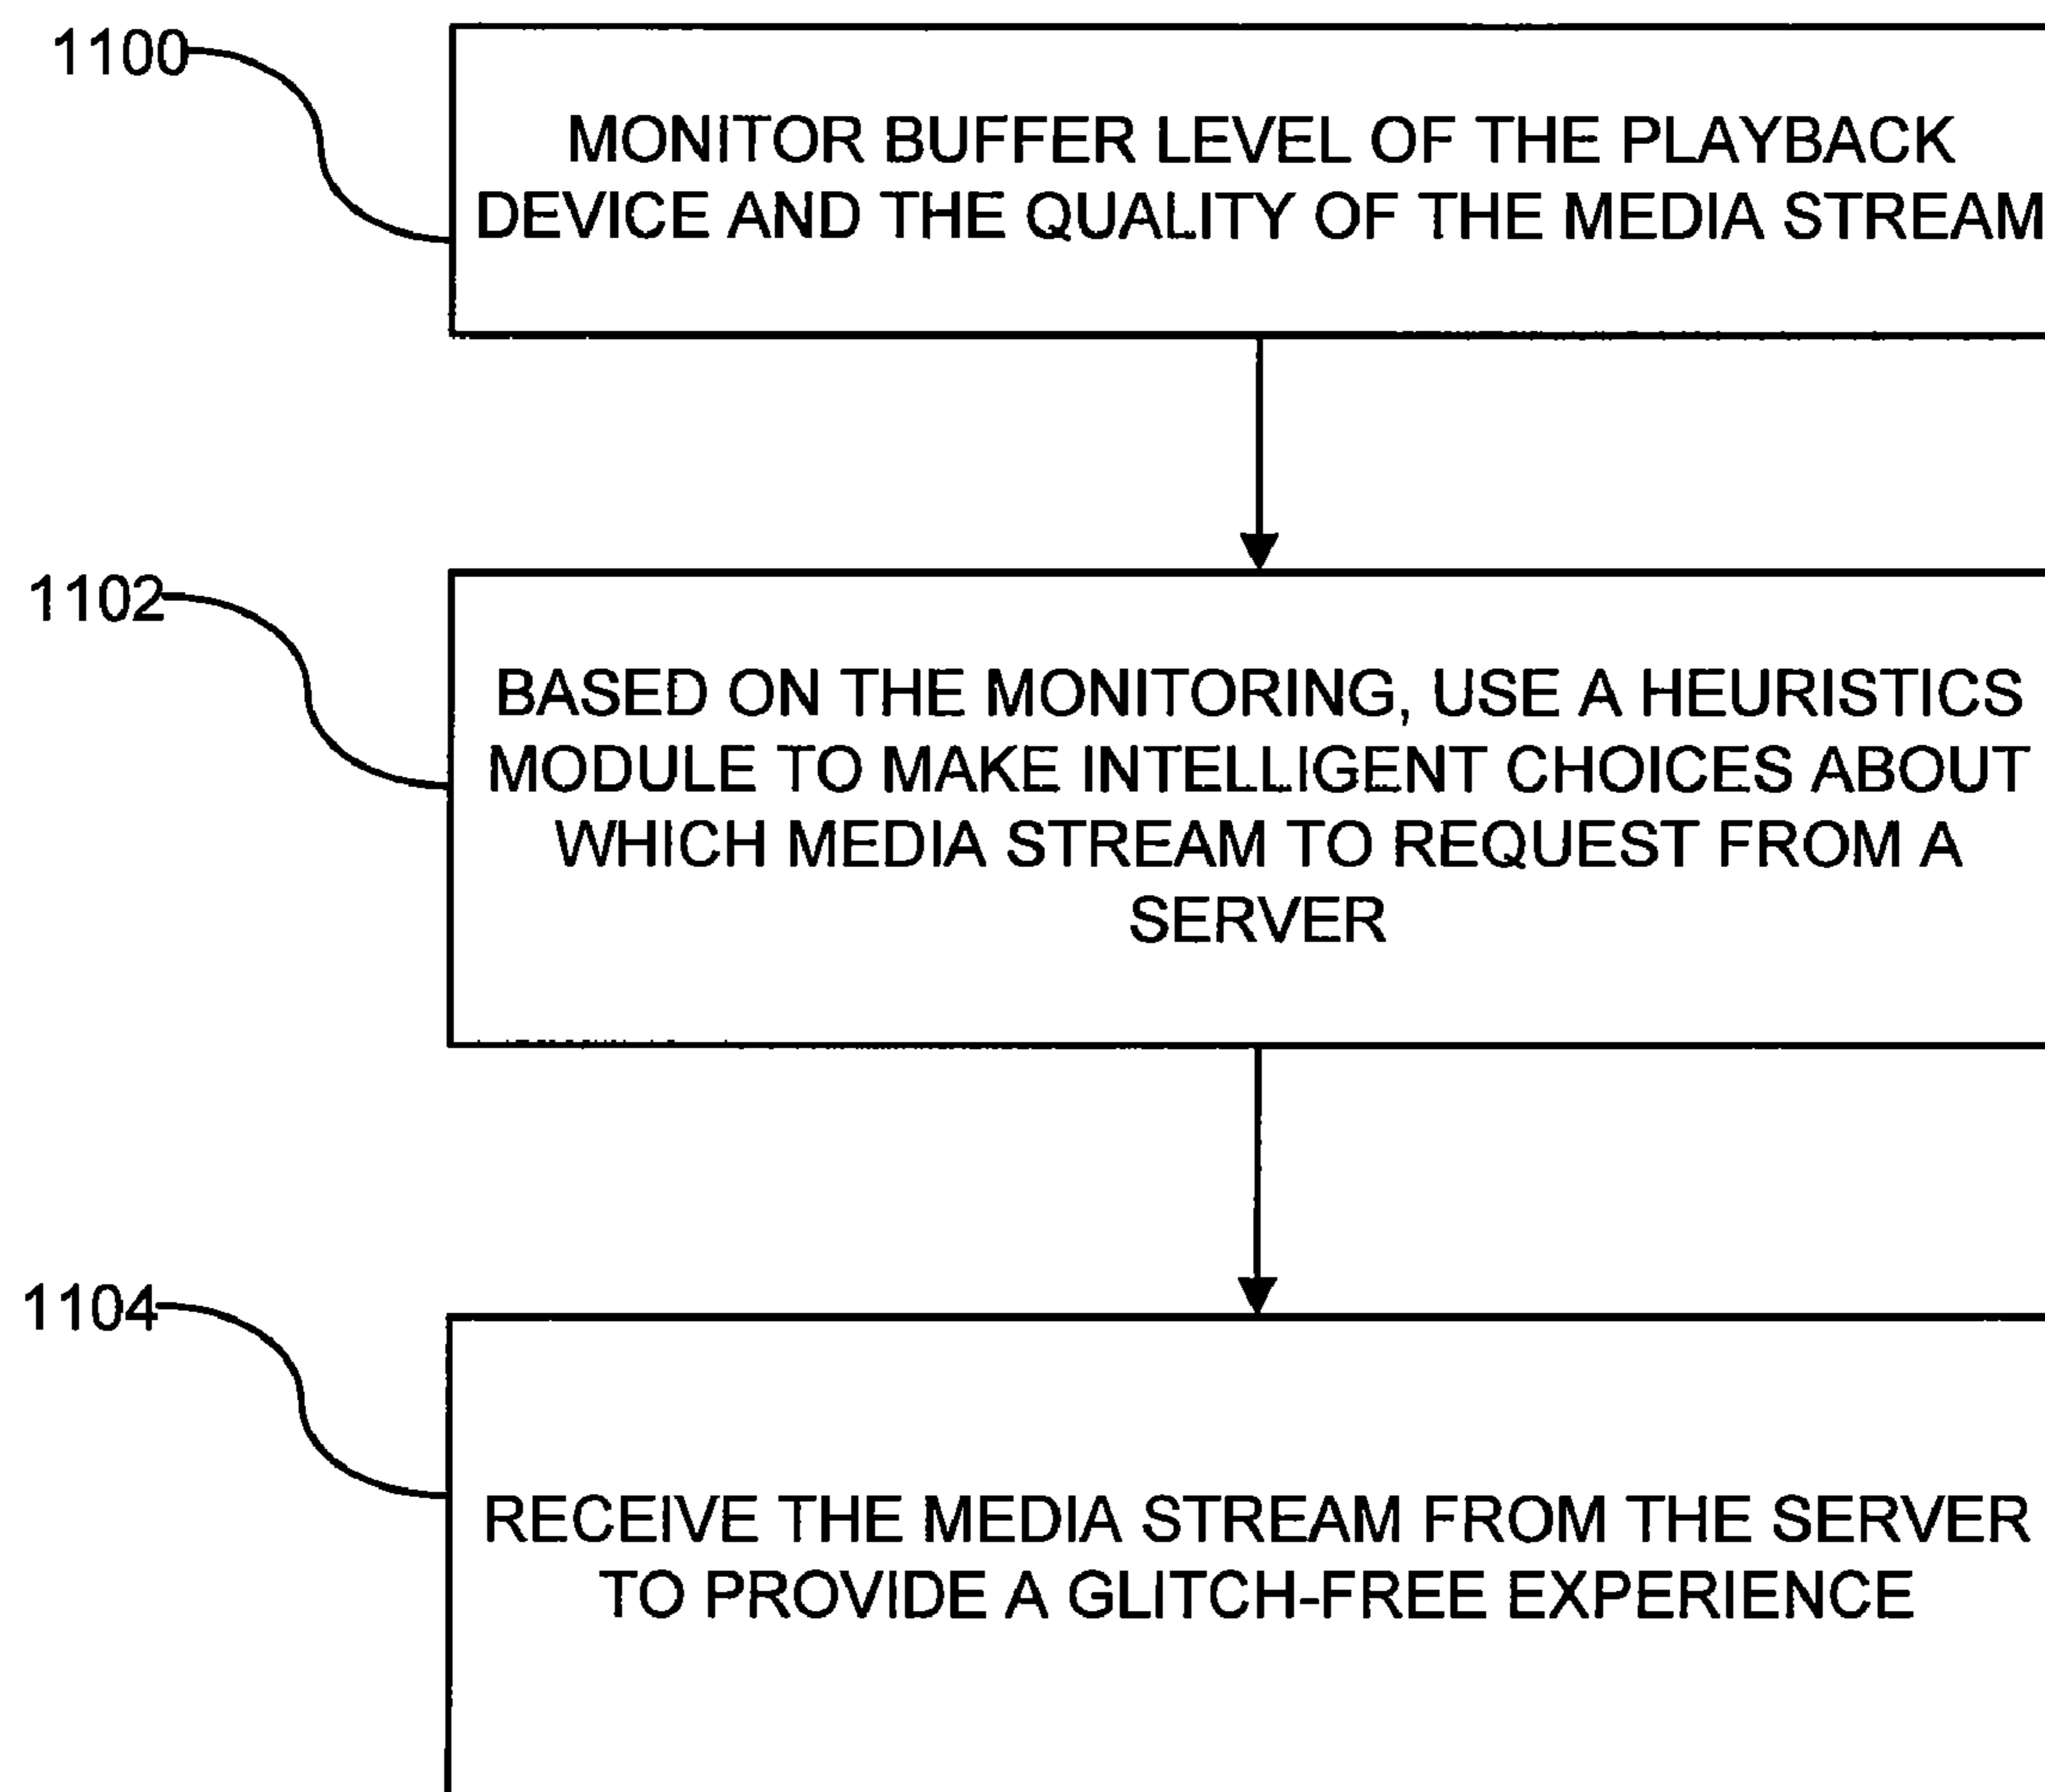 1100
MONITOR BUFFER LEVEL OF THE PLAYBACK
DEVICE AND THE QUALITY OF THE MEDIA STREAM
1102
BASED ON THE MONITORING, USE A HEURISTICS
MODULE TO MAKE INTELLIGENT CHOICES ABOUT
WHICH MEDIA STREAM TO REQUEST FROM A
SERVER
1104
RECEIVE THE MEDIA STREAM FROM THE SERVER
TO PROVIDE A GLITCH-FREE EXPERIENCE